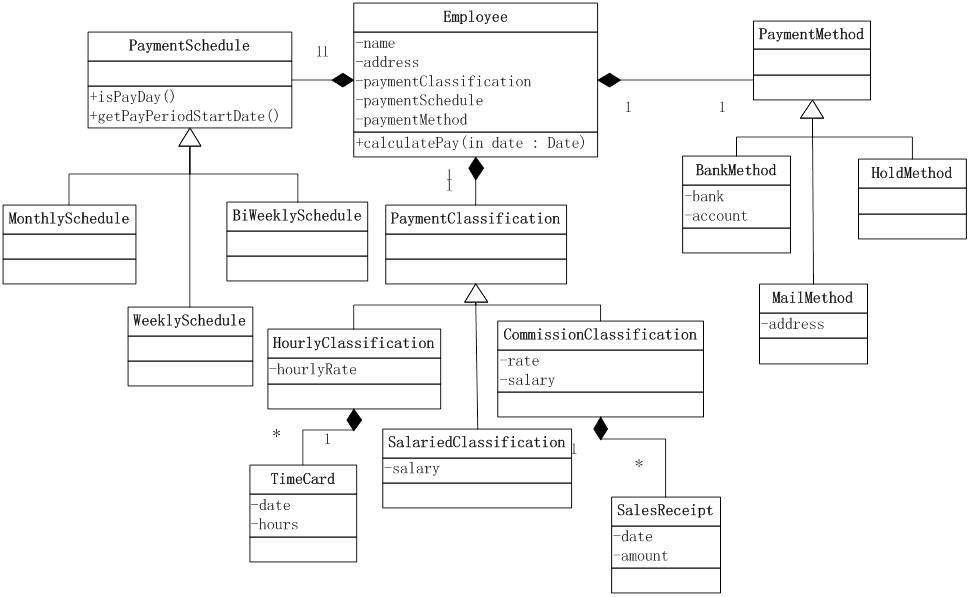 Employee
-name
-address
-paymentClassification
-paymentSchedule
-paymentMethod
+calculatePay(in date : Date)
PaymentSchedule
+isPayDay()
+getPayPeriodStartDate()
11
PaymentMethod
1
1
MonthlySchedule
BiWeeklySchedule
WeeklySchedule
1
1
PaymentClassification
BankMethod
-bank
-account
HoldMethod
MailMethod
-address
HourlyClassification
-hourlyRate
CommissionClassification
-rate
-salary
SalariedClassification
-salary
*
1
1
*
TimeCard
-date
-hours
SalesReceipt
-date
-amount